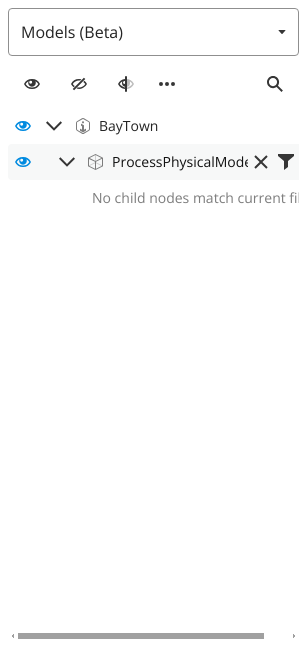 Models (Beta)
BayTown
ProcessPhysicalMode
No child nodes match current fil